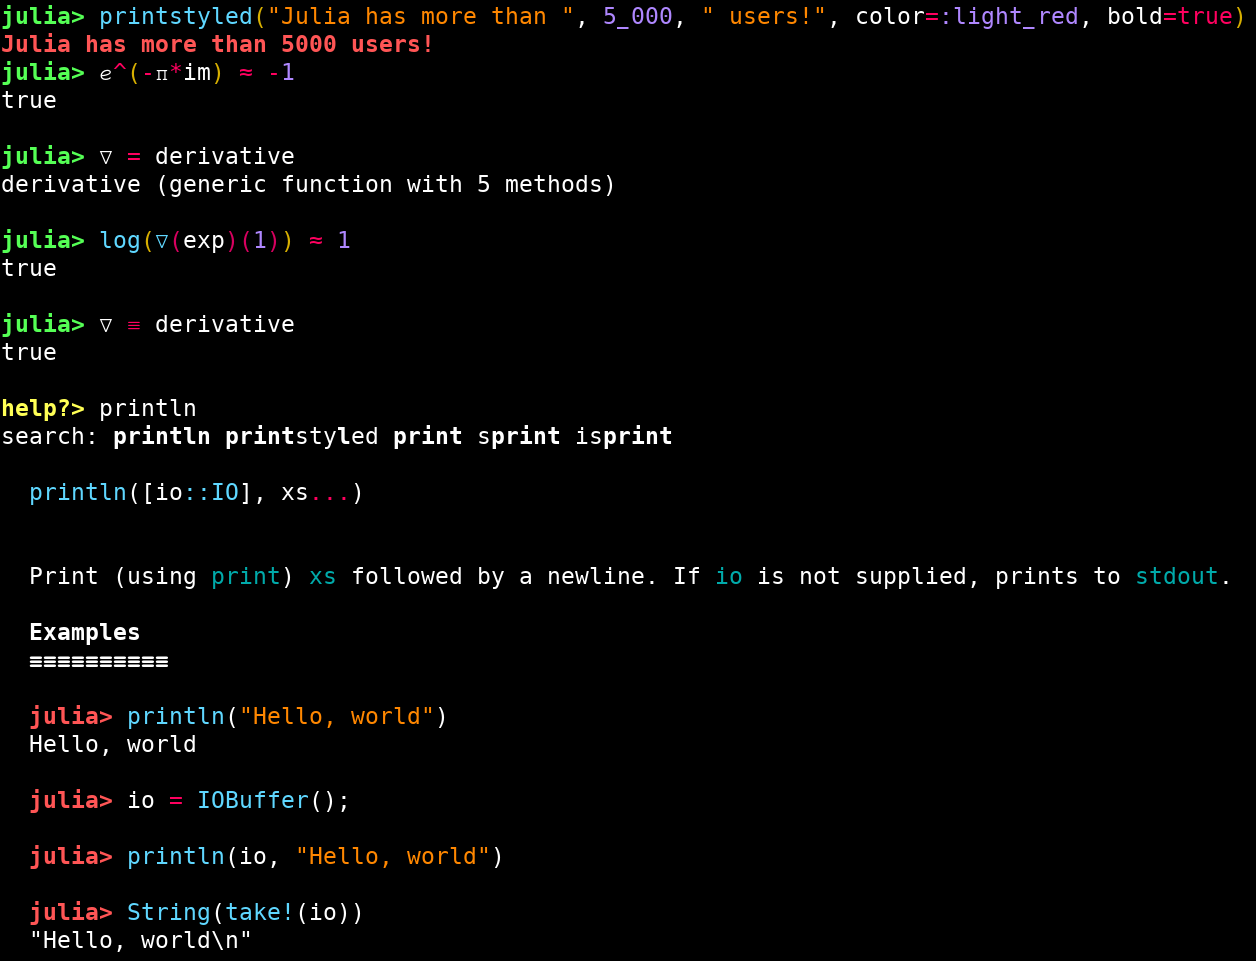 julia> printstyled("Julia has more than ", 5_000, " users!", color=:light_red, bold=true)
Julia has more than 5000 users!
julia> ℯ^(-π*im) ≈ -1
true
julia> ∇ = derivative
derivative (generic function with 5 methods)
julia> log(∇(exp)(1)) ≈ 1
true
julia> ∇ ≡ derivative
true
help?> println
search: println printstyled print sprint isprint
println([io::IO], xs...)
Print (using print) xs followed by a newline. If io is not supplied, prints to stdout.
Examples
≡≡≡≡≡≡≡≡≡≡
julia> println("Hello, world")
Hello, world
julia> io = IOBuffer();
julia> println(io, "Hello, world")
julia> String(take!(io))
"Hello, world\n"